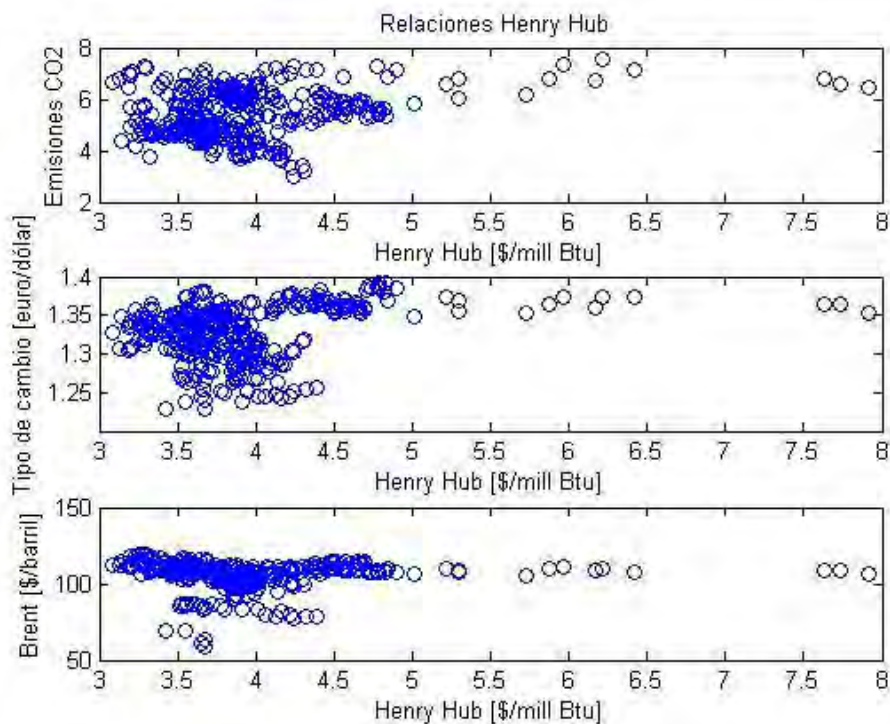 Relaciones Henry Hub
Emisiones CO2
8
6
4
2
3 3.5 4 4.5 5 5.5 6 6.5 7 7.5 8
Henry Hub [$/mill Btu]
Tipo de cambio [euro/dólar]
1.4
1.35
1.3
1.25
3 3.5 4 4.5 5 5.5 6 6.5 7 7.5 8
Henry Hub [$/mill Btu]
Brent [$/barril]
150
100
50
3 3.5 4 4.5 5 5.5 6 6.5 7 7.5 8
Henry Hub [$/mill Btu]